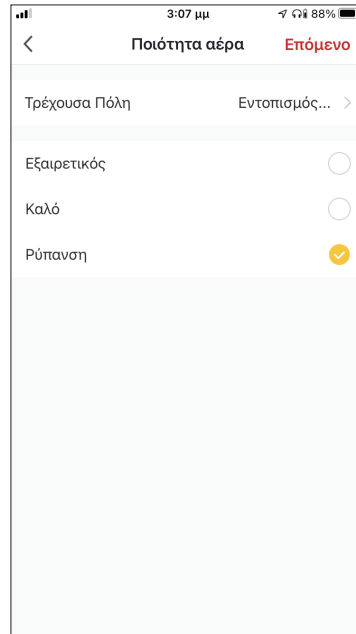 3:07 μμ 88%
Ποιότητα αέρα Επόμενο
Τρέχουσα Πόλη Εντοπισμός...
Εξαιρετικός
Καλό
Ρύπανση